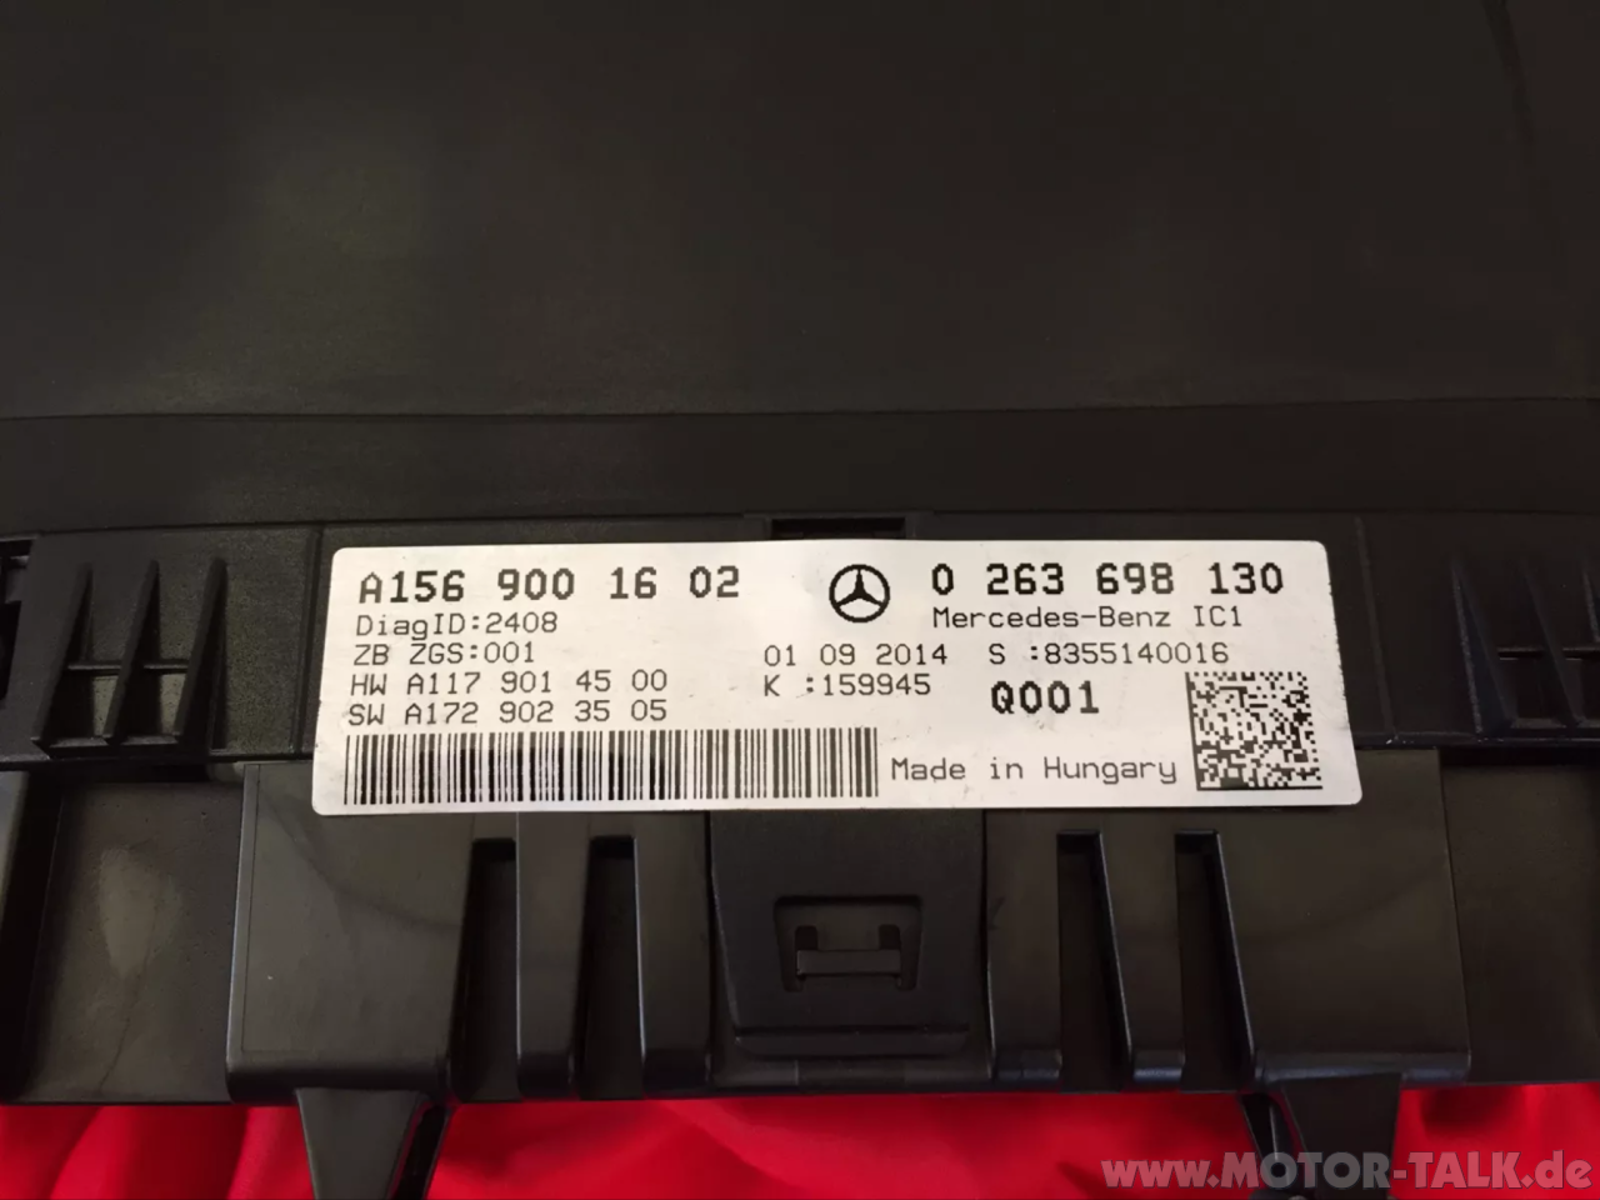 A156 900 16 02
0 263 698 130
DiagID:2408
Mercedes-Benz IC1
ZB ZGS:001
01 09 2014 S :8355140016
HW A117 901 45 00
K :159945
Q001
SW A172 902 35 05
Made in Hungary
www.MOTOR-TALK.de